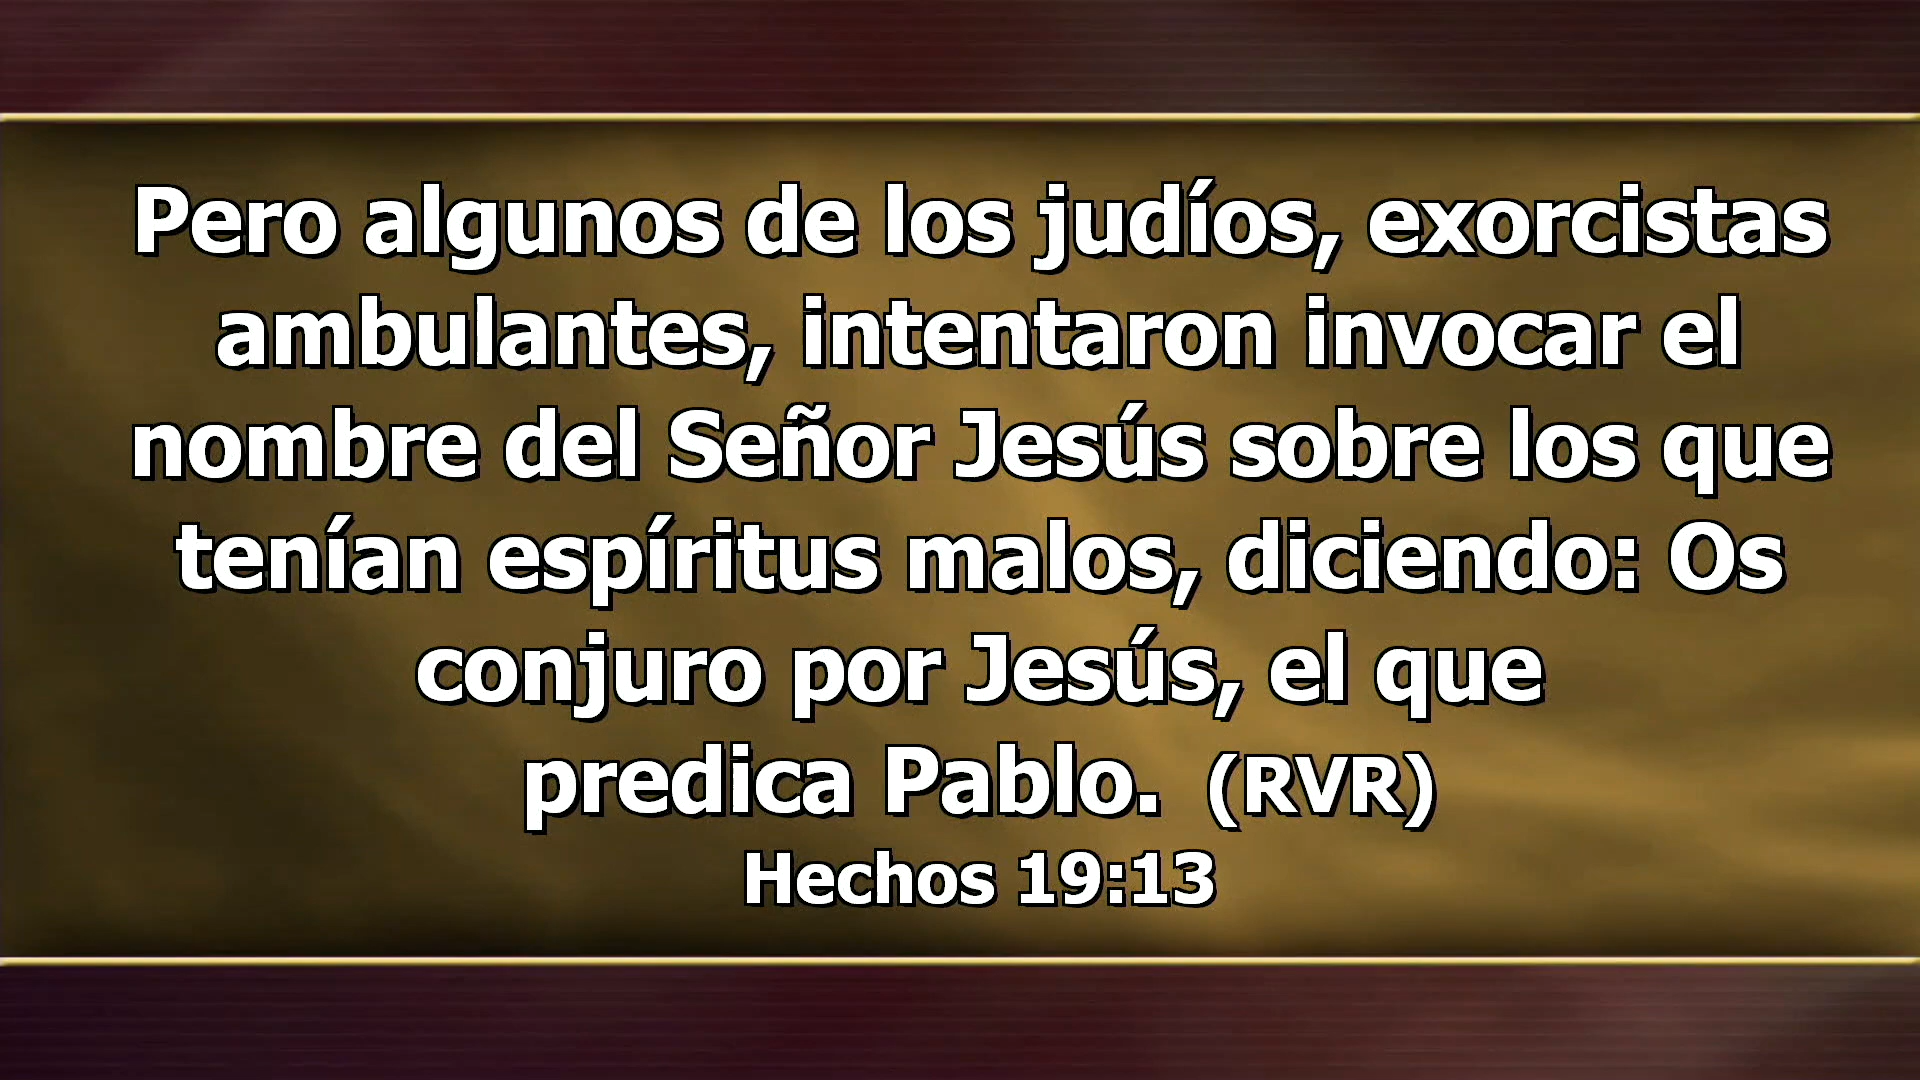 Pero algunos de los judíos, exorcistas
ambulantes, intentaron invocar el
nombre del Señor Jesús sobre los que
tenían espíritus malos, diciendo: Os
conjuro por Jesús, el que
predica Pablo. (RVR)
Hechos 19:13